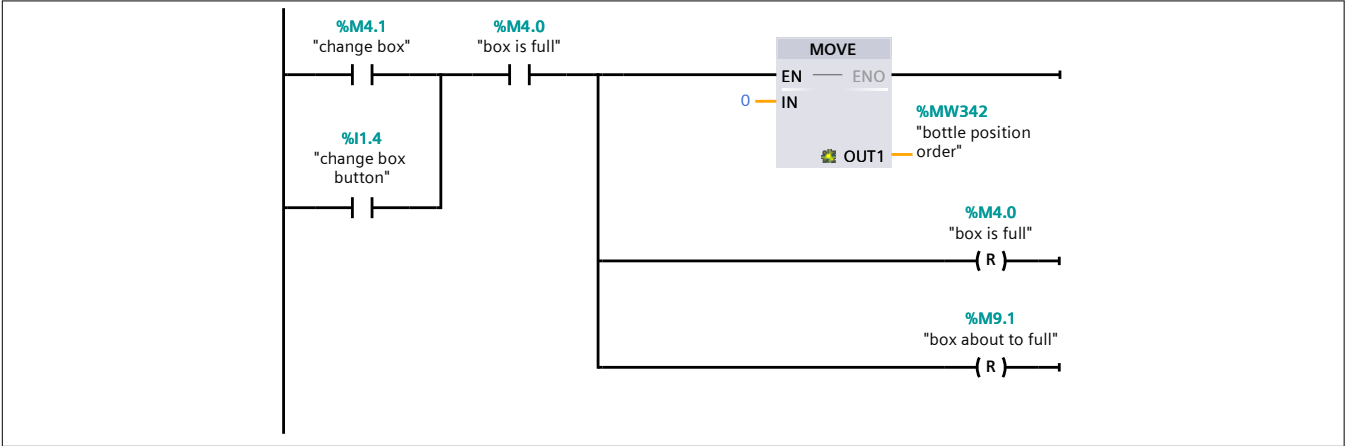 %M4.1
"change box"
%M4.0
"box is full"
MOVE
EN
ENO
0
IN
%MW342
"bottle position
order"
OUT1
%I1.4
"change box
button"
%M4.0
"box is full"
R
%M9.1
"box about to full"
R